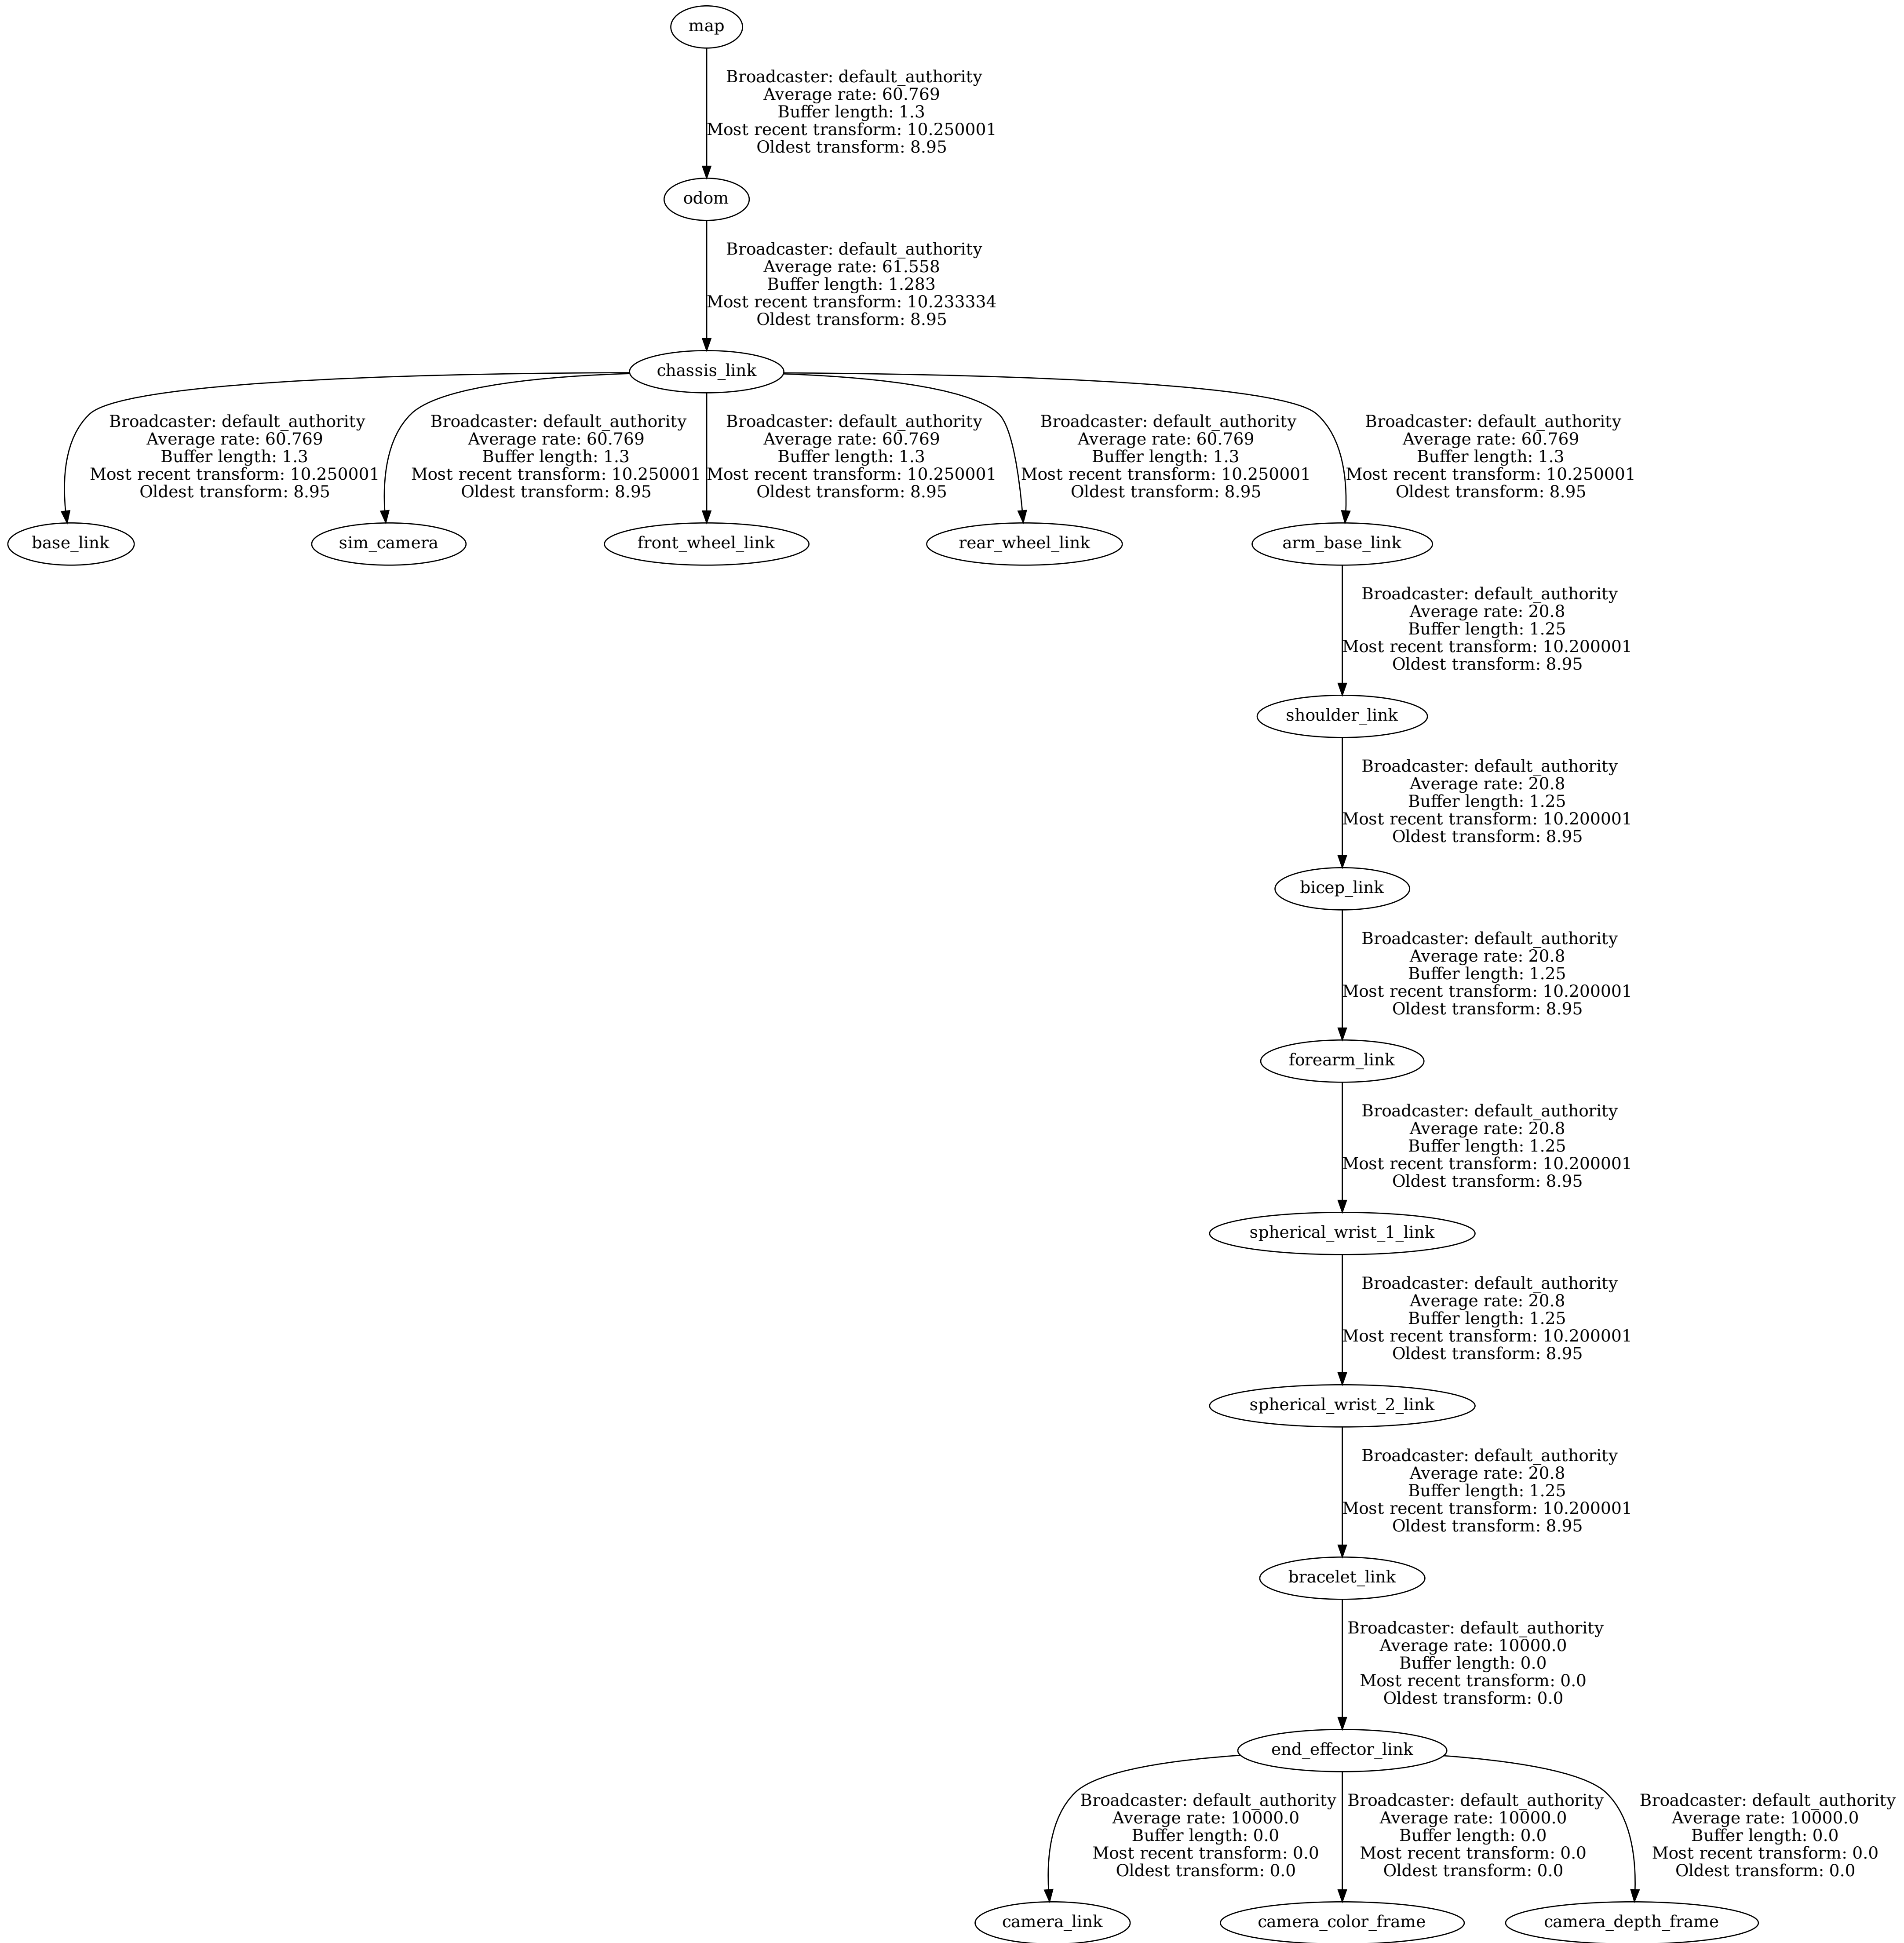 map
Broadcaster: default_authority
Average rate: 60.769
Buffer length: 1.3
Most recent transform: 10.250001
Oldest transform: 8.95
odom
Broadcaster: default_authority
Average rate: 61.558
Buffer length: 1.283
Most recent transform: 10.233334
Oldest transform: 8.95
chassis_link
Broadcaster: default_authority
Average rate: 60.769
Buffer length: 1.3
Most recent transform: 10.250001
Oldest transform: 8.95
Broadcaster: default_authority
Average rate: 60.769
Buffer length: 1.3
Most recent transform: 10.250001
Oldest transform: 8.95
Broadcaster: default_authority
Average rate: 60.769
Buffer length: 1.3
Most recent transform: 10.250001
Oldest transform: 8.95
Broadcaster: default_authority
Average rate: 60.769
Buffer length: 1.3
Most recent transform: 10.250001
Oldest transform: 8.95
Broadcaster: default_authority
Average rate: 60.769
Buffer length: 1.3
Most recent transform: 10.250001
Oldest transform: 8.95
base_link
sim_camera
front_wheel_link
rear_wheel_link
arm_base_link
Broadcaster: default_authority
Average rate: 20.8
Buffer length: 1.25
Most recent transform: 10.200001
Oldest transform: 8.95
shoulder_link
Broadcaster: default_authority
Average rate: 20.8
Buffer length: 1.25
Most recent transform: 10.200001
Oldest transform: 8.95
bicep_link
Broadcaster: default_authority
Average rate: 20.8
Buffer length: 1.25
Most recent transform: 10.200001
Oldest transform: 8.95
forearm_link
Broadcaster: default_authority
Average rate: 20.8
Buffer length: 1.25
Most recent transform: 10.200001
Oldest transform: 8.95
spherical_wrist_1_link
Broadcaster: default_authority
Average rate: 20.8
Buffer length: 1.25
Most recent transform: 10.200001
Oldest transform: 8.95
spherical_wrist_2_link
Broadcaster: default_authority
Average rate: 20.8
Buffer length: 1.25
Most recent transform: 10.200001
Oldest transform: 8.95
bracelet_link
Broadcaster: default_authority
Average rate: 10000.0
Buffer length: 0.0
Most recent transform: 0.0
Oldest transform: 0.0
end_effector_link
Broadcaster: default_authority
Average rate: 10000.0
Buffer length: 0.0
Most recent transform: 0.0
Oldest transform: 0.0
Broadcaster: default_authority
Average rate: 10000.0
Buffer length: 0.0
Most recent transform: 0.0
Oldest transform: 0.0
Broadcaster: default_authority
Average rate: 10000.0
Buffer length: 0.0
Most recent transform: 0.0
Oldest transform: 0.0
camera_link
camera_color_frame
camera_depth_frame